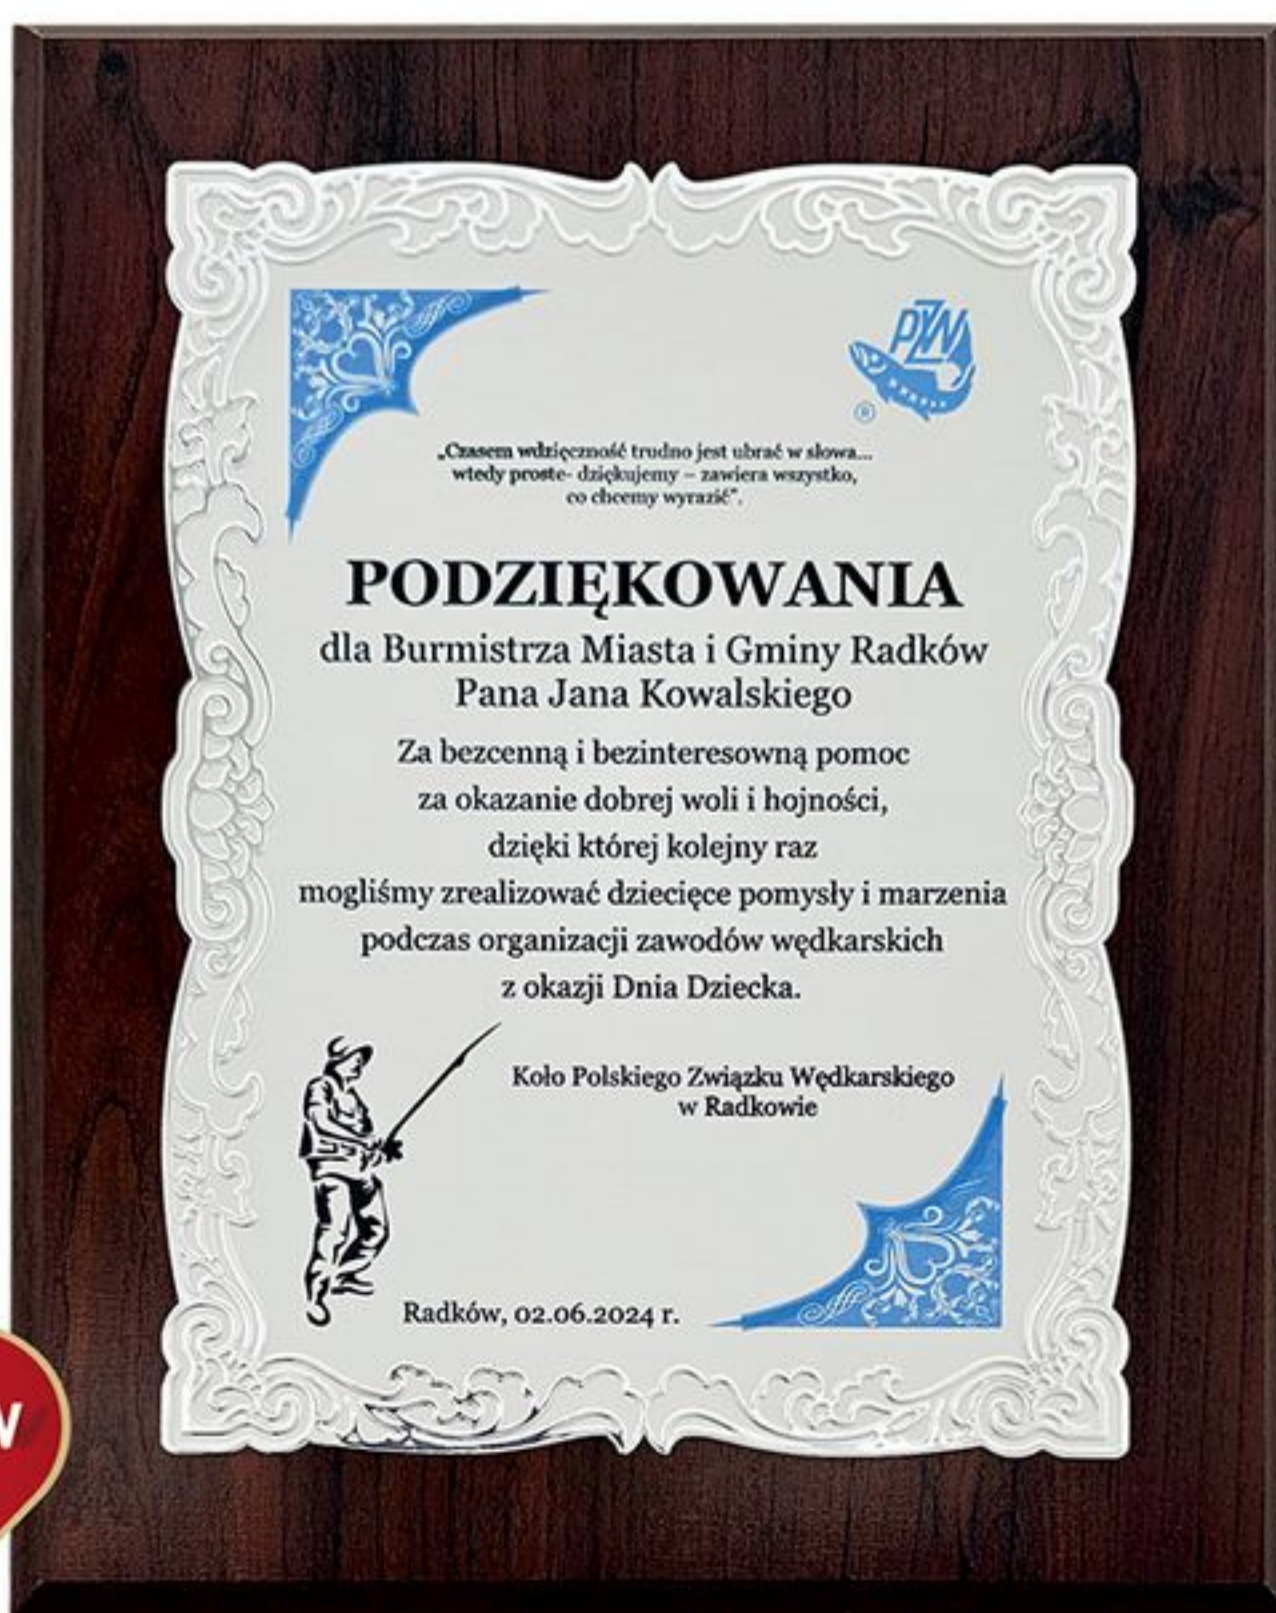 PZW
®
„Czasem wdzięczność trudno jest ubrać w słowa...
wtedy proste- dziękujemy – zawiera wszystko,
co chcemy wyrazić”.
PODZIĘKOWANIA
dla Burmistrza Miasta i Gminy Radków
Pana Jana Kowalskiego
Za bezcenną i bezinteresowną pomoc
za okazanie dobrej woli i hojności,
dzięki której kolejny raz
mogliśmy zrealizować dziecięce pomysły i marzenia
podczas organizacji zawodów wędkarskich
z okazji Dnia Dziecka.
Koło Polskiego Związku Wędkarskiego
w Radkowie
Radków, 02.06.2024 r.